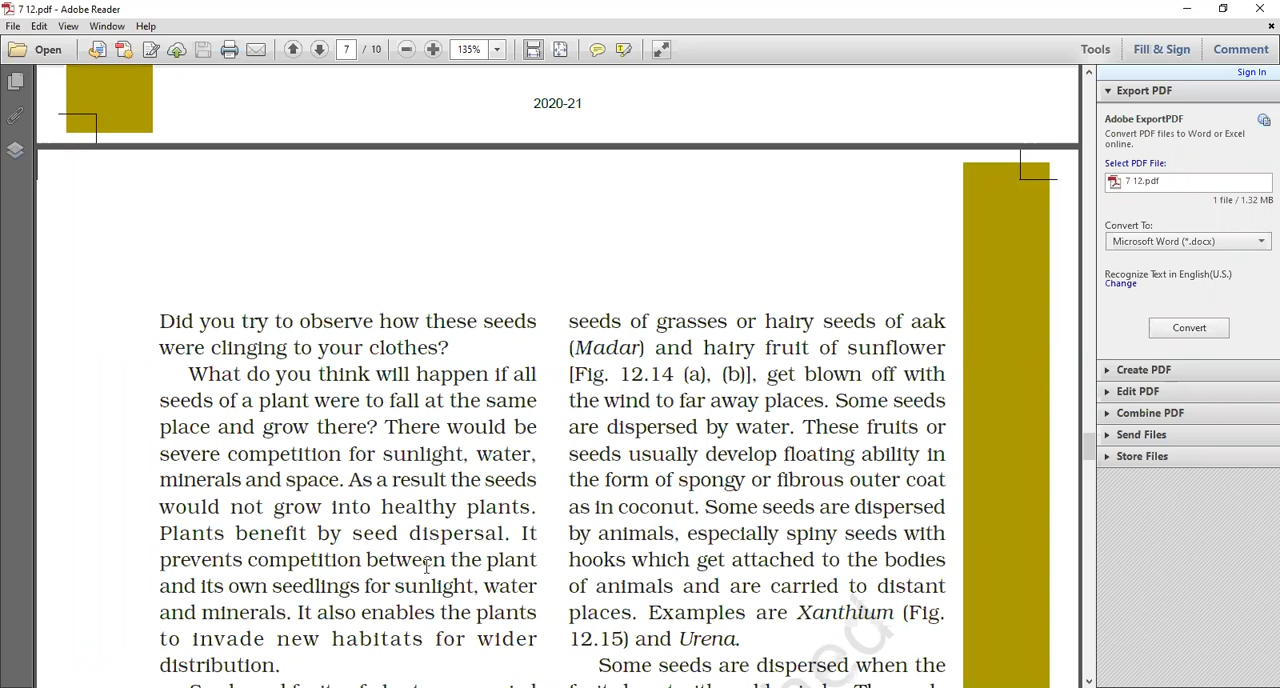 7 12.pdf - Adobe Reader
File Edit View Window Help
Open 7 / 10 135% Tools Fill & Sign Comment
Sign In
2020-21
Did you try to observe how these seeds
were clinging to your clothes?
What do you think will happen if all
seeds of a plant were to fall at the same
place and grow there? There would be
severe competition for sunlight, water,
minerals and space. As a result the seeds
would not grow into healthy plants.
Plants benefit by seed dispersal. It
prevents competition between the plant
and its own seedlings for sunlight, water
and minerals. It also enables the plants
to invade new habitats for wider
distribution.
seeds of grasses or hairy seeds of aak
(Madar) and hairy fruit of sunflower
[Fig. 12.14 (a), (b)], get blown off with
the wind to far away places. Some seeds
are dispersed by water. These fruits or
seeds usually develop floating ability in
the form of spongy or fibrous outer coat
as in coconut. Some seeds are dispersed
by animals, especially spiny seeds with
hooks which get attached to the bodies
of animals and are carried to distant
places. Examples are Xanthium (Fig.
12.15) and Urena.
Some seeds are dispersed when the
Export PDF
Adobe ExportPDF
Convert PDF files to Word or Excel
online.
Select PDF File:
7 12.pdf
1 file / 1.32 MB
Convert To:
Microsoft Word (*.docx)
Recognize Text in English(U.S.)
Change
Convert
Create PDF
Edit PDF
Combine PDF
Send Files
Store Files